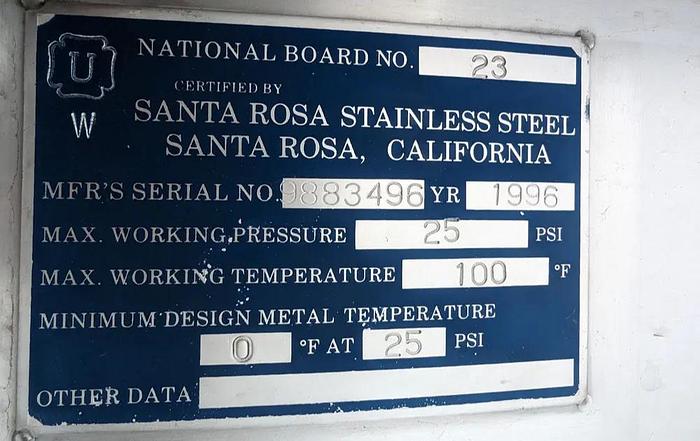 U
NATIONAL BOARD NO. 23
CERTIFIED BY
W
SANTA ROSA STAINLESS STEEL
SANTA ROSA, CALIFORNIA
MFR'S SERIAL NO. 9883496 YR 1996
MAX. WORKING PRESSURE 25 PSI
MAX. WORKING TEMPERATURE 100 °F
MINIMUM DESIGN METAL TEMPERATURE
0 °F AT 25 PSI
OTHER DATA